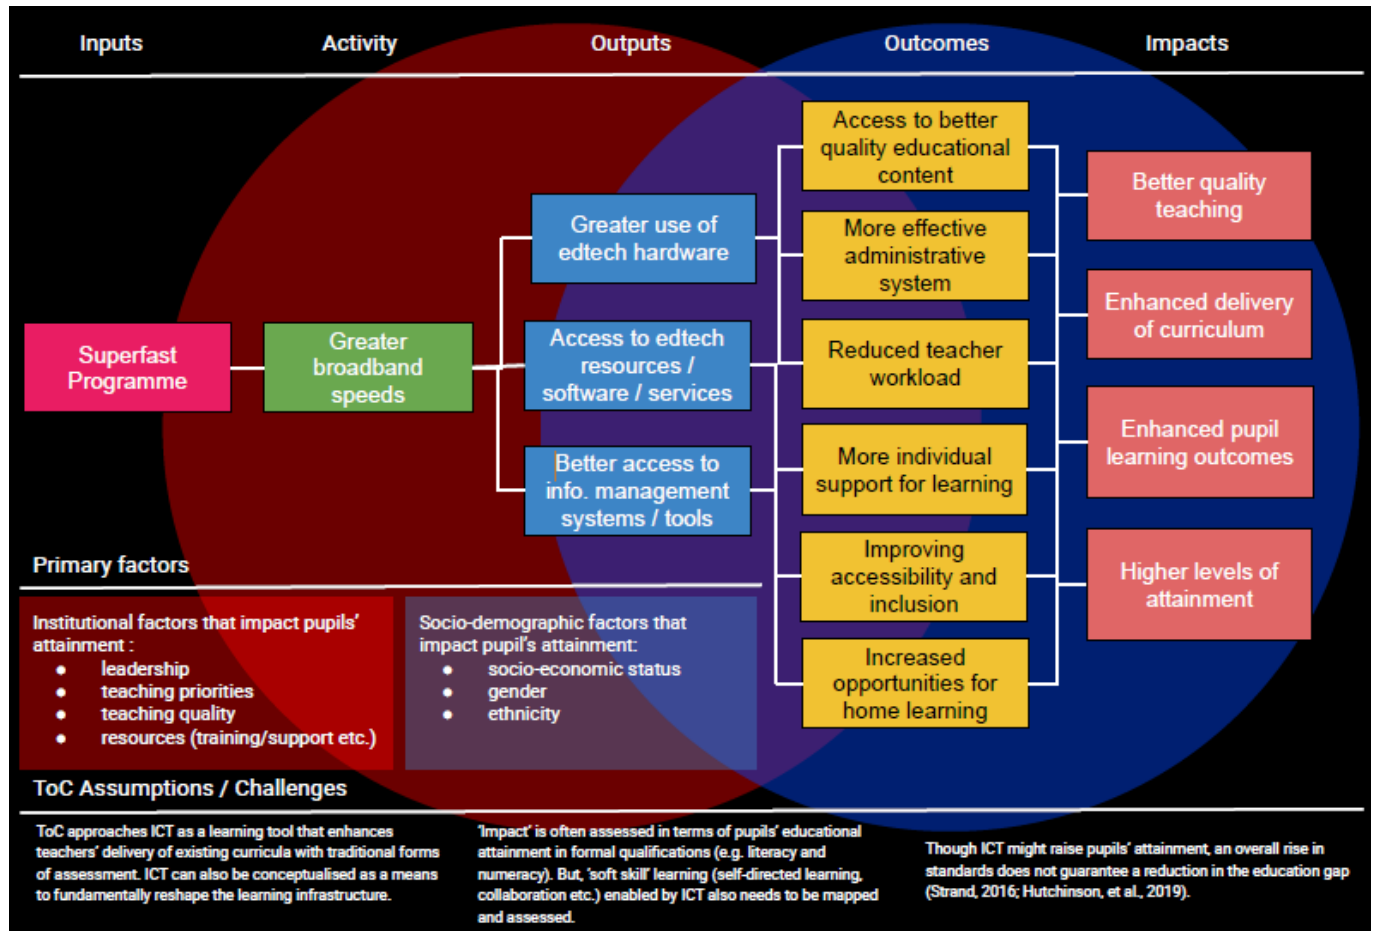 Inputs
Activity
Outputs
Outcomes
Impacts
Superfast
Programme
Greater
broadband
speeds
Greater use of
edtech hardware
Access to edtech
resources /
software / services
Better access to
info. management
systems / tools
Access to better
quality educational
content
More effective
administrative
system
Reduced teacher
workload
More individual
support for learning
Improving
accessibility and
inclusion
Increased
opportunities for
home learning
Better quality
teaching
Enhanced delivery
of curriculum
Enhanced pupil
learning outcomes
Higher levels of
attainment
Primary factors
Institutional factors that impact pupils'
attainment :
● leadership
● teaching priorities
● teaching quality
● resources (training/support etc.)
Socio-demographic factors that
impact pupil's attainment:
● socio-economic status
● gender
● ethnicity
ToC Assumptions / Challenges
ToC approaches ICT as a learning tool that enhances
teachers' delivery of existing curricula with traditional forms
of assessment. ICT can also be conceptualised as a means
to fundamentally reshape the learning infrastructure.
'Impact' is often assessed in terms of pupils' educational
attainment in formal qualifications (e.g. literacy and
numeracy). But, 'soft skill' learning (self-directed learning,
collaboration etc.) enabled by ICT also needs to be mapped
and assessed.
Though ICT might raise pupils' attainment, an overall rise in
standards does not guarantee a reduction in the education gap
(Strand, 2016; Hutchinson, et al., 2019).